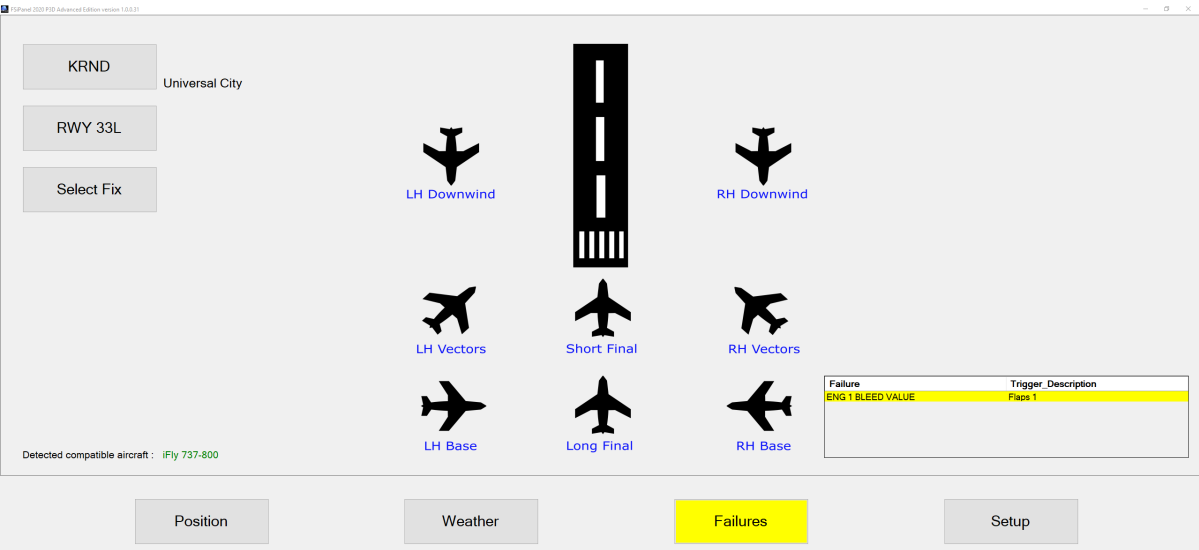 FSiPanel 2020 P3D Advanced Edition version 1.0.0.31
KRND
Universal City
RWY 33L
Select Fix
LH Downwind
RH Downwind
LH Vectors
Short Final
RH Vectors
Failure Trigger_Description
ENG 1 BLEED VALUE Flaps 1
LH Base
Long Final
RH Base
Detected compatible aircraft : iFly 737-800
Position
Weather
Failures
Setup